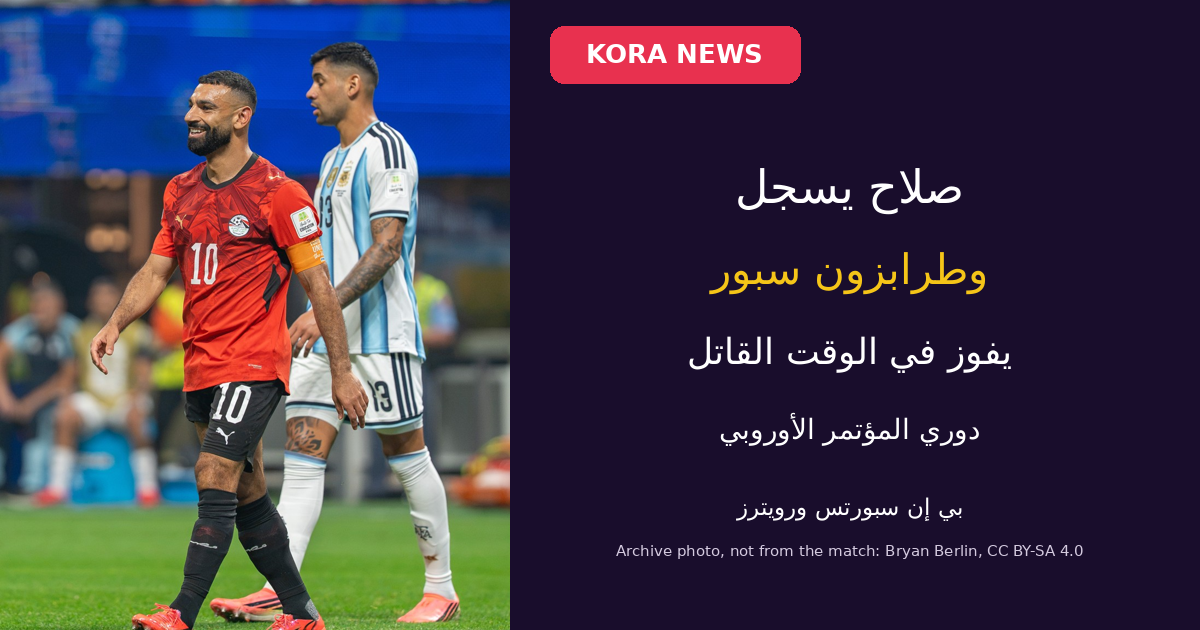 KORA NEWS
صلاح يسجل
وطرابزون سبور
يفوز في الوقت القاتل
دوري المؤتمر الأوروبي
بي إن سبورتس ورويترز
Archive photo, not from the match: Bryan Berlin, CC BY-SA 4.0
10
10
13
13